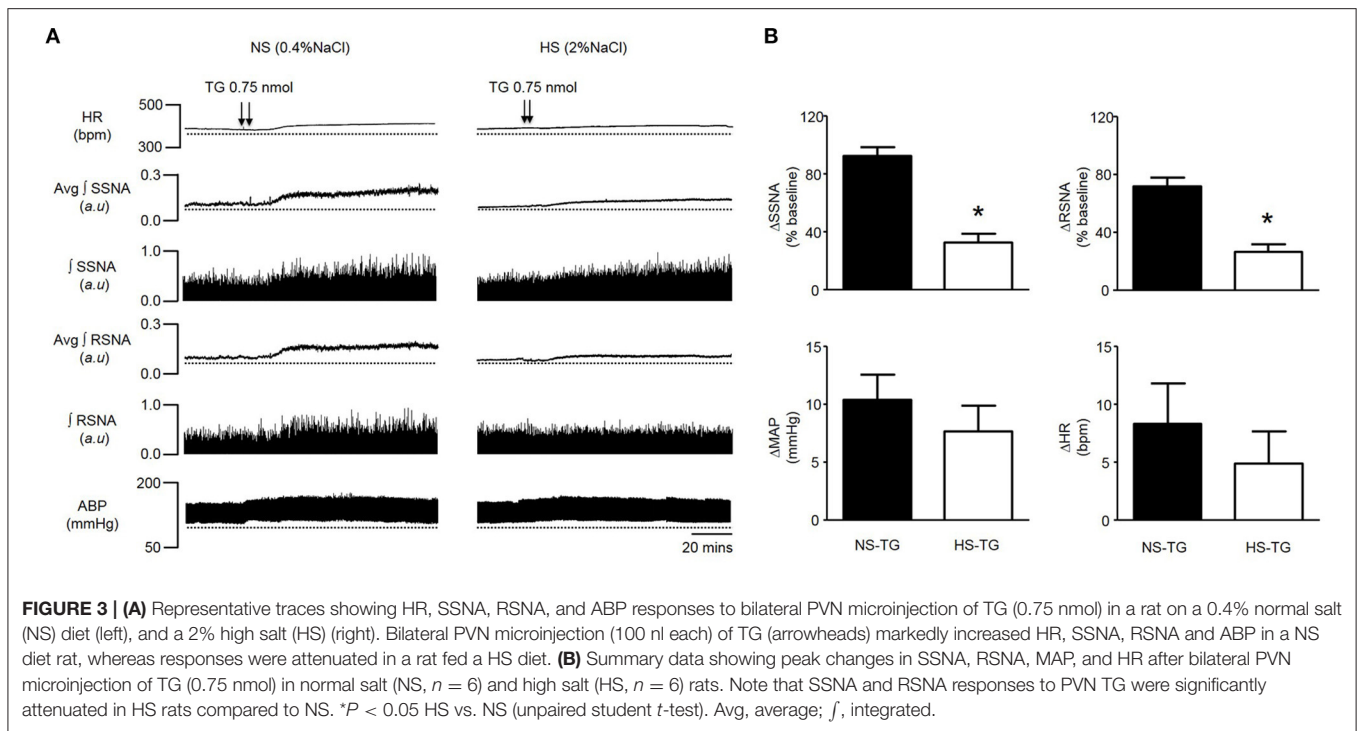 A
NS (0.4%NaCl)
HS (2%NaCl)
TG 0.75 nmol
TG 0.75 nmol
HR
(bpm)
500
300
Avg ∫ SSNA
(a.u)
0.3
0.0
∫ SSNA
(a.u)
1.0
0.0
Avg ∫ RSNA
(a.u)
0.3
0.0
∫ RSNA
(a.u)
1.0
0.0
ABP
(mmHg)
200
50
20 mins
B
ΔSSNA
(% baseline)
120
80
40
0
*
ΔRSNA
(% baseline)
120
80
40
0
*
ΔMAP
(mmHg)
15
10
5
0
NS-TG
HS-TG
ΔHR
(bpm)
15
10
5
0
NS-TG
HS-TG
FIGURE 3 | (A) Representative traces showing HR, SSNA, RSNA, and ABP responses to bilateral PVN microinjection of TG (0.75 nmol) in a rat on a 0.4% normal salt
(NS) diet (left), and a 2% high salt (HS) (right). Bilateral PVN microinjection (100 nl each) of TG (arrowheads) markedly increased HR, SSNA, RSNA and ABP in a NS
diet rat, whereas responses were attenuated in a rat fed a HS diet. (B) Summary data showing peak changes in SSNA, RSNA, MAP, and HR after bilateral PVN
microinjection of TG (0.75 nmol) in normal salt (NS, n = 6) and high salt (HS, n = 6) rats. Note that SSNA and RSNA responses to PVN TG were significantly
attenuated in HS rats compared to NS. *P < 0.05 HS vs. NS (unpaired student t-test). Avg, average; ∫, integrated.